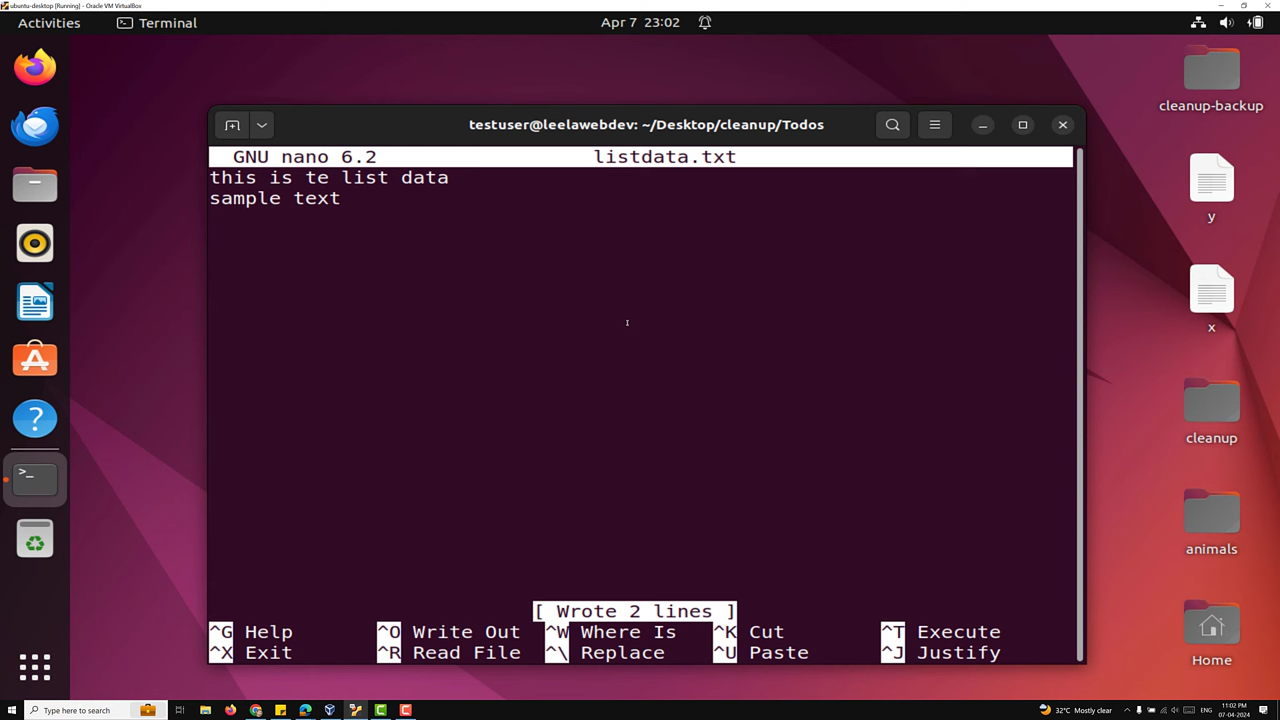 ubuntu-desktop [Running] - Oracle VM VirtualBox
Activities
Terminal
Apr 7 23:02
cleanup-backup
testuser@leelawebdev: ~/Desktop/cleanup/Todos
GNU nano 6.2 listdata.txt
this is te list data
sample text
y
x
cleanup
animals
Home
[ Wrote 2 lines ]
^G Help ^O Write Out ^W Where Is ^K Cut ^T Execute
^X Exit ^R Read File ^\ Replace ^U Paste ^J Justify
Type here to search
32°C Mostly clear
ENG
11:02 PM
07-04-2024